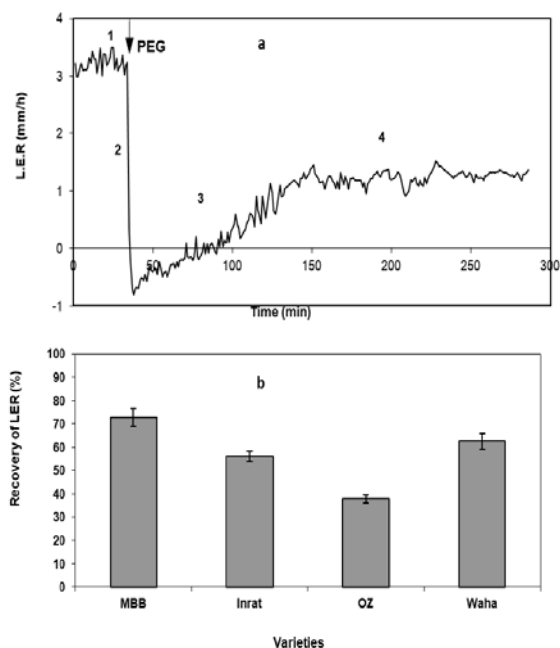 4
1
PEG
a
3
L.E.R (mm/h)
2
4
2
1
3
0
0
50
100
150
200
250
300
-1
Time (min)
100
90
80
70
60
50
40
30
20
10
0
b
Recovery of LER (%)
MBB
Inrat
OZ
Waha
Varieties